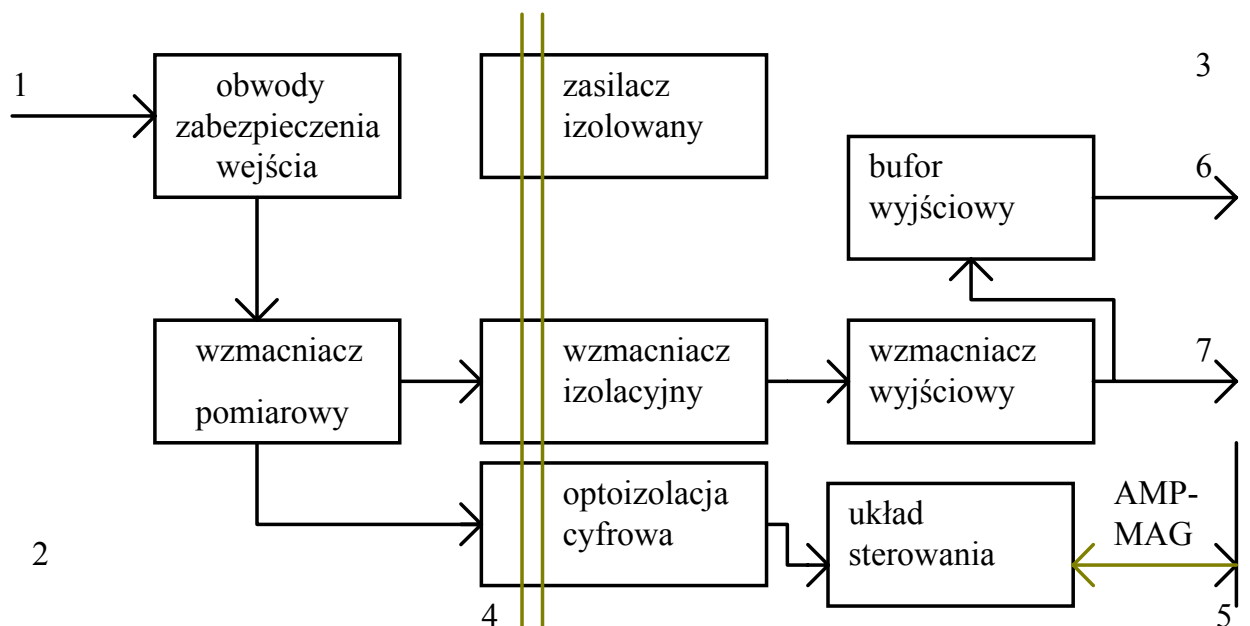 1
obwody
zabezpieczenia
wejścia
zasilacz
izolowany
3
bufor
wyjściowy
6
wzmacniacz
pomiarowy
wzmacniacz
izolacyjny
wzmacniacz
wyjściowy
7
optoizolacja
cyfrowa
układ
sterowania
AMP-
MAG
2
4
5